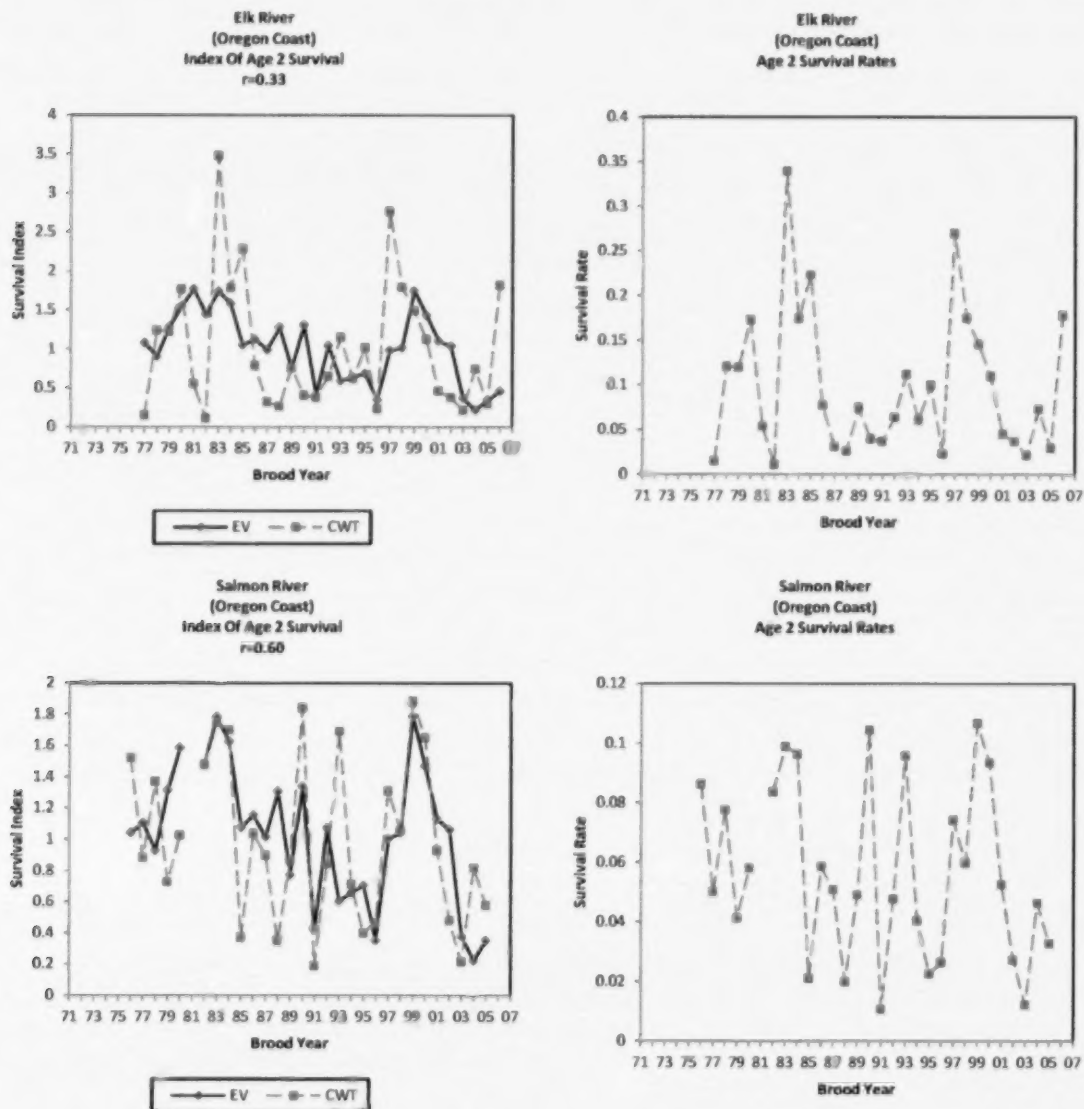 Elk River
(Oregon Coast)
Index Of Age 2 Survival
r=0.33
4
3.5
3
2.5
2
1.5
1
0.5
0
Survival Index
71 73 75 77 79 81 83 85 87 89 91 93 95 97 99 01 03 05 07
Brood Year
EV CWT
Elk River
(Oregon Coast)
Age 2 Survival Rates
0.4
0.35
0.3
0.25
0.2
0.15
0.1
0.05
0
Survival Rate
71 73 75 77 79 81 83 85 87 89 91 93 95 97 99 01 03 05 07
Brood Year
Salmon River
(Oregon Coast)
Index Of Age 2 Survival
r=0.60
2
1.8
1.6
1.4
1.2
1
0.8
0.6
0.4
0.2
0
Survival Index
71 73 75 77 79 81 83 85 87 89 91 93 95 97 99 01 03 05 07
Brood Year
EV CWT
Salmon River
(Oregon Coast)
Age 2 Survival Rates
0.12
0.1
0.08
0.06
0.04
0.02
0
Survival Rate
71 73 75 77 79 81 83 85 87 89 91 93 95 97 99 01 03 05 07
Brood Year